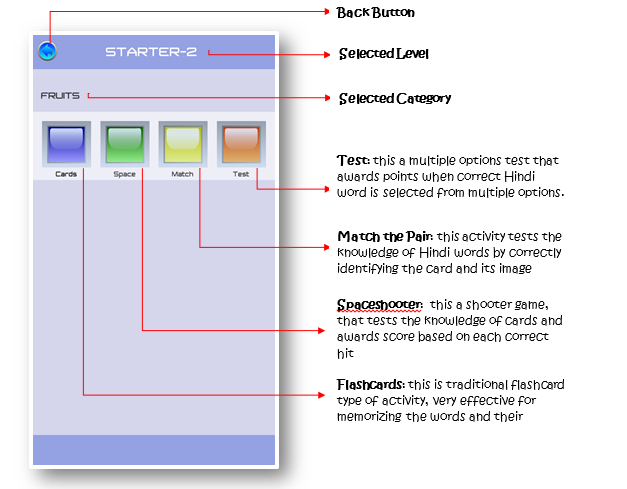 Back Button
STARTER-2
Selected Level
FRUITS
Selected Category
Cards
Space
Match
Test
Test: this a multiple options test that
awards points when correct Hindi
word is selected from multiple options.
Match the Pair: this activity tests the
knowledge of Hindi words by correctly
identifying the card and its image
Spaceshooter: this a shooter game,
that tests the knowledge of cards and
awards score based on each correct
hit
Flashcards: this is traditional flashcard
type of activity, very effective for
memorizing the words and their